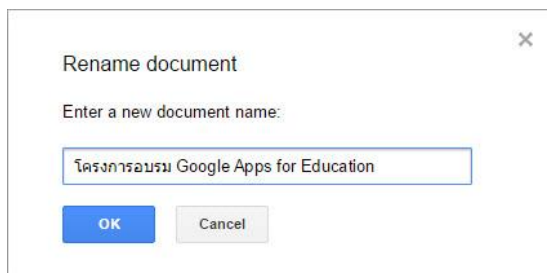 Rename document
Enter a new document name:
โครงการอบรม Google Apps for Education
OK
Cancel